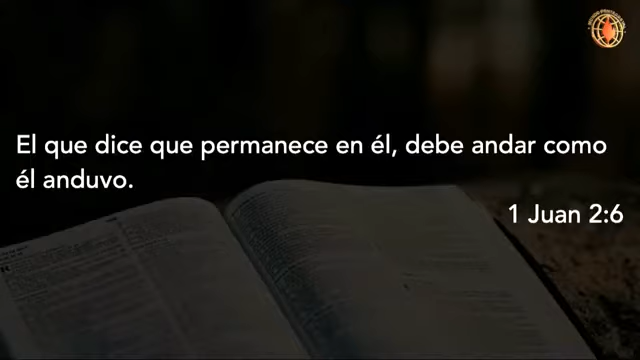 El que dice que permanece en él, debe andar como
él anduvo.
1 Juan 2:6